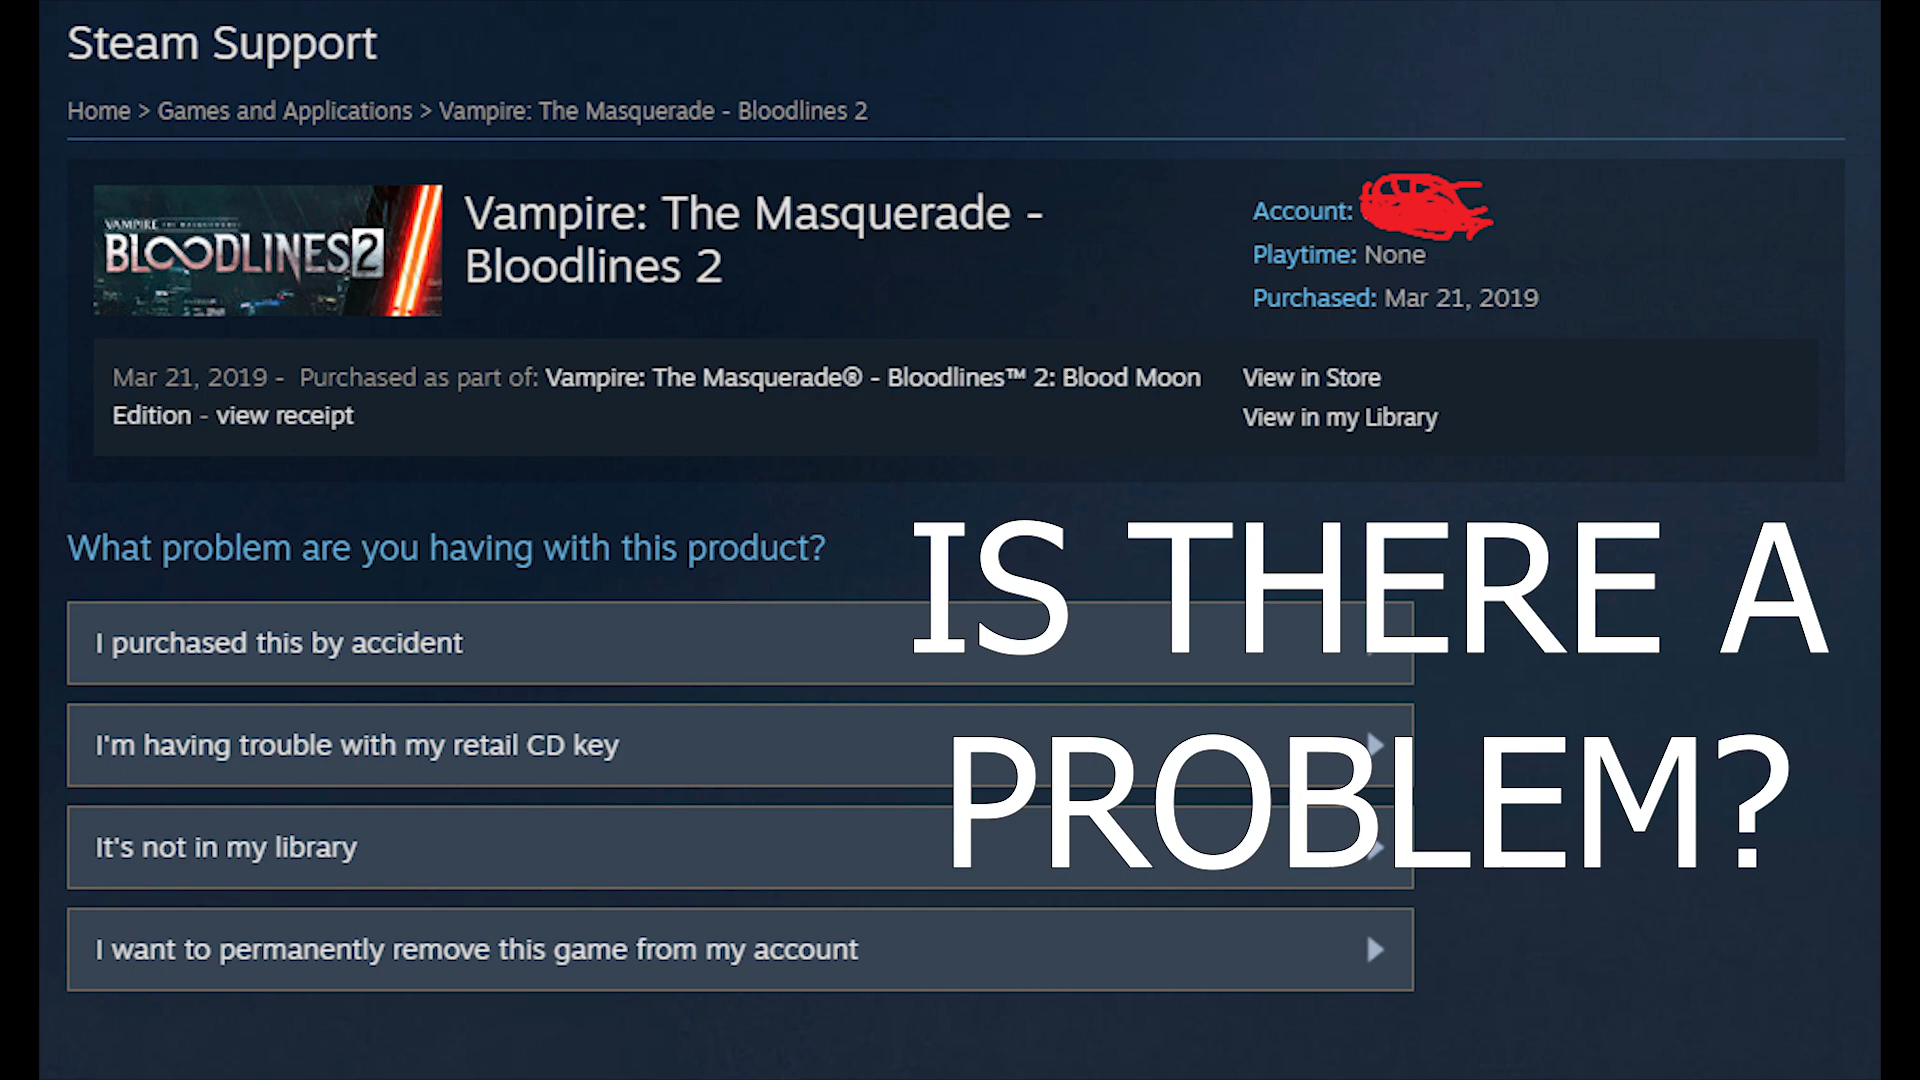 Steam Support
Home > Games and Applications > Vampire: The Masquerade - Bloodlines 2
VAMPIRE THE MASQUERADE
BLOODLINES 2
Vampire: The Masquerade -
Bloodlines 2
Account:
Playtime: None
Purchased: Mar 21, 2019
Mar 21, 2019 - Purchased as part of: Vampire: The Masquerade® - Bloodlines™ 2: Blood Moon
Edition - view receipt
View in Store
View in my Library
What problem are you having with this product?
IS THERE A
PROBLEM?
I purchased this by accident
I'm having trouble with my retail CD key
It's not in my library
I want to permanently remove this game from my account